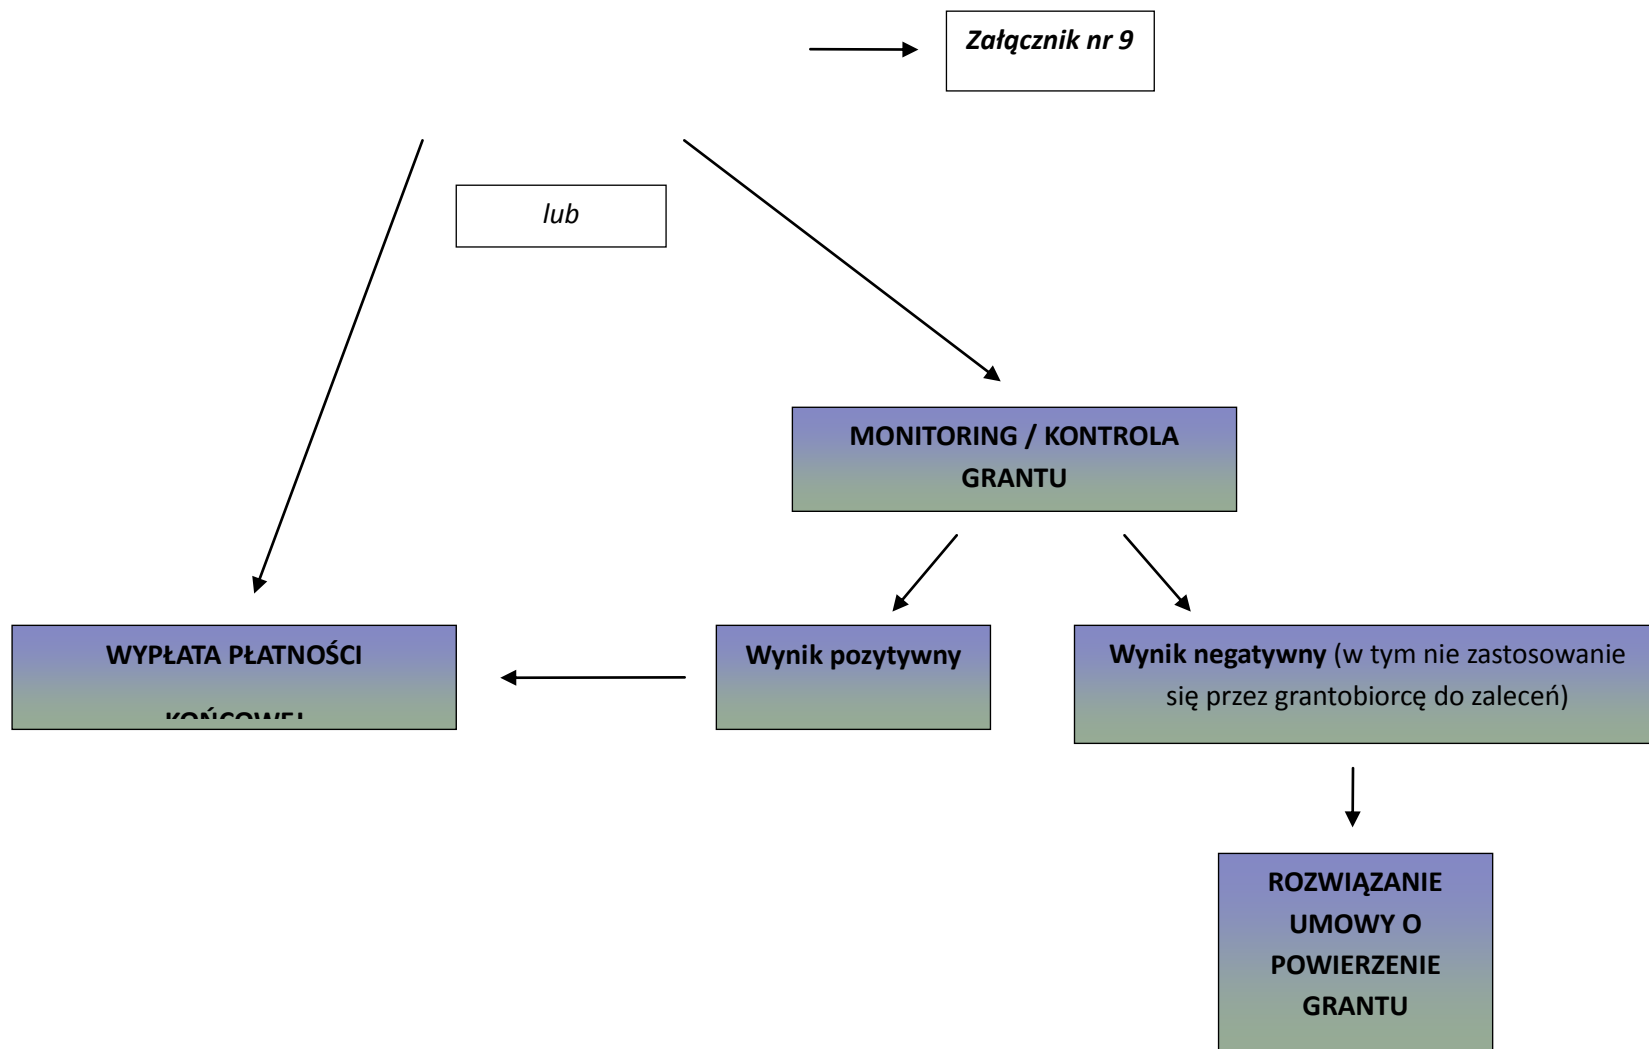 Załącznik nr 9
lub
MONITORING / KONTROLA
GRANTU
WYPŁATA PŁATNOŚCI
KOŃCOWEJ
Wynik pozytywny
Wynik negatywny (w tym nie zastosowanie
się przez grantobiorcę do zaleceń)
ROZWIĄZANIE
UMOWY O
POWIERZENIE
GRANTU